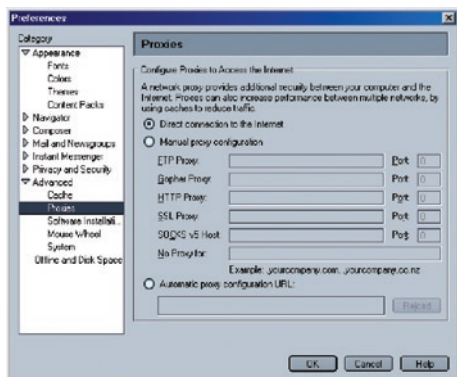 Preferences
Category
Appearance
Fonts
Colors
Themes
Content Packs
Navigator
Composer
Mail and Newsgroups
Instant Messenger
Privacy and Security
Advanced
Cache
Proxies
Software Installati...
Mouse Wheel
System
Offline and Disk Space
Proxies
Configure Proxies to Access the Internet
A network proxy provides additional security between your computer and the
Internet. Proxies can also increase performance between multiple networks, by
using caches to reduce traffic.
Direct connection to the Internet
Manual proxy configuration
FTP Proxy: Port: 0
Gopher Proxy: Port: 0
HTTP Proxy: Port: 0
SSL Proxy: Port: 0
SOCKS v5 Host: Port: 0
No Proxy for:
Example: .yourcompany.com, .yourcompany.co.nz
Automatic proxy configuration URL:
Reload
OK Cancel Help